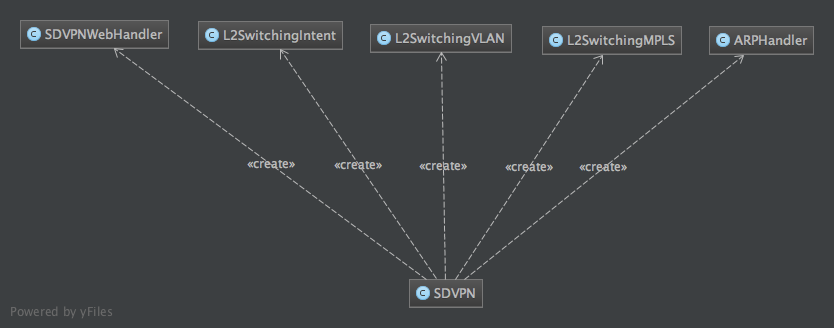 C SDVPNWebHandler
C L2SwitchingIntent
C L2SwitchingVLAN
C L2SwitchingMPLS
C ARPHandler
«create»
«create»
«create»
«create»
«create»
C SDVPN
Powered by yFiles